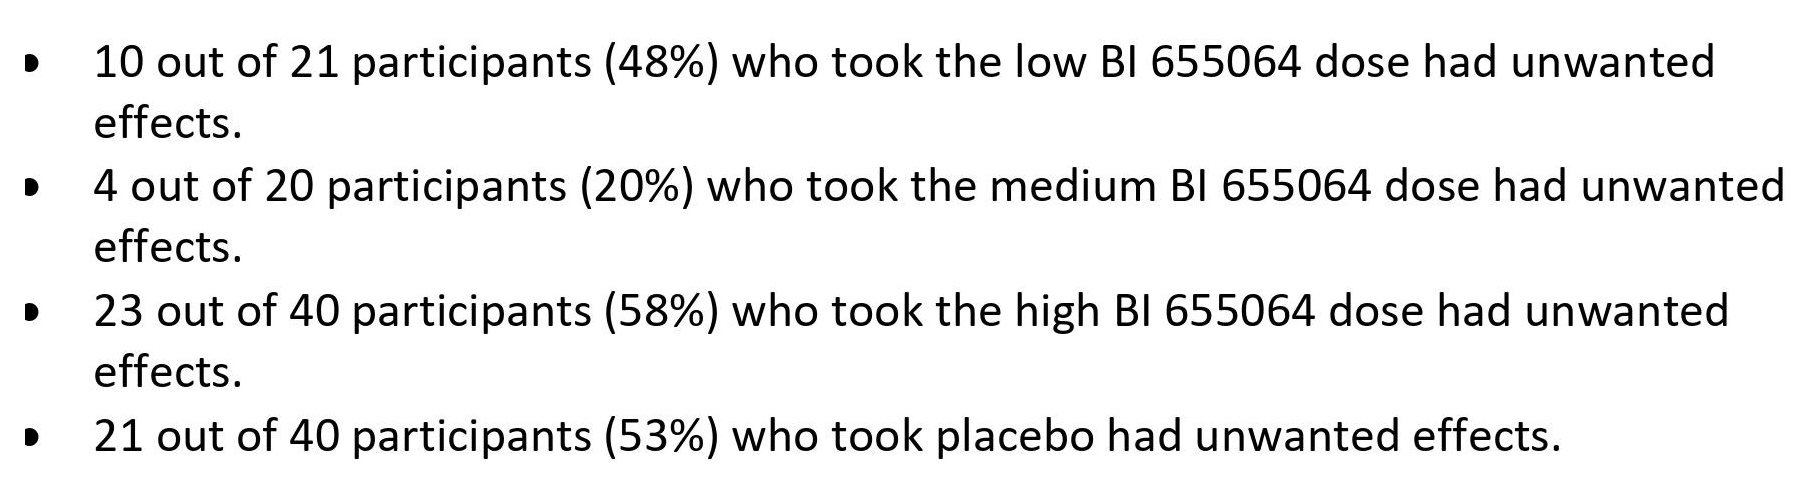 • 10 out of 21 participants (48%) who took the low BI 655064 dose had unwanted
effects.
• 4 out of 20 participants (20%) who took the medium BI 655064 dose had unwanted
effects.
• 23 out of 40 participants (58%) who took the high BI 655064 dose had unwanted
effects.
• 21 out of 40 participants (53%) who took placebo had unwanted effects.